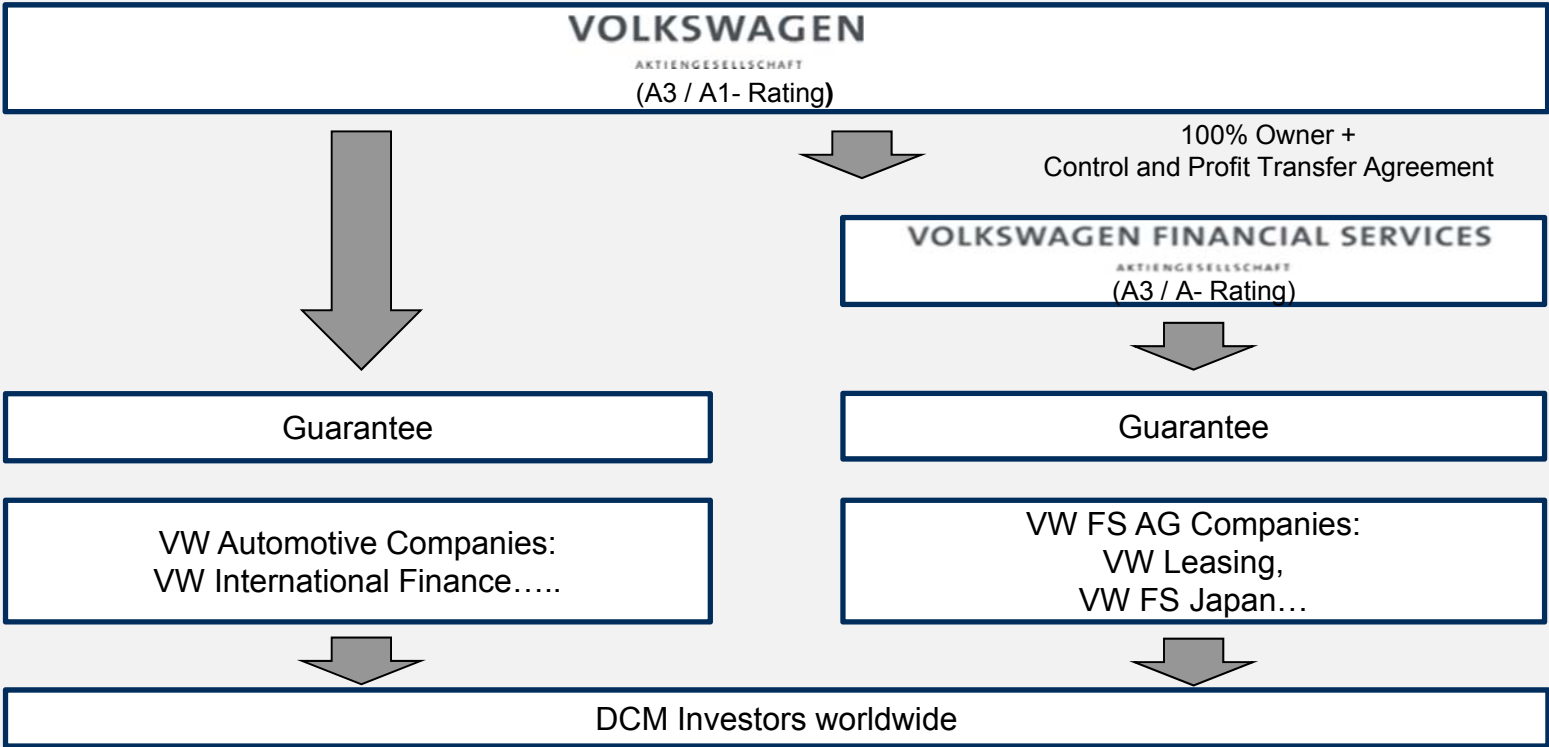 VOLKSWAGEN
AKTIENGESELLSCHAFT
(A3 / A1- Rating)
100% Owner +
Control and Profit Transfer Agreement
VOLKSWAGEN FINANCIAL SERVICES
AKTIENGESELLSCHAFT
(A3 / A- Rating)
Guarantee
Guarantee
VW Automotive Companies:
VW International Finance…..
VW FS AG Companies:
VW Leasing,
VW FS Japan…
DCM Investors worldwide